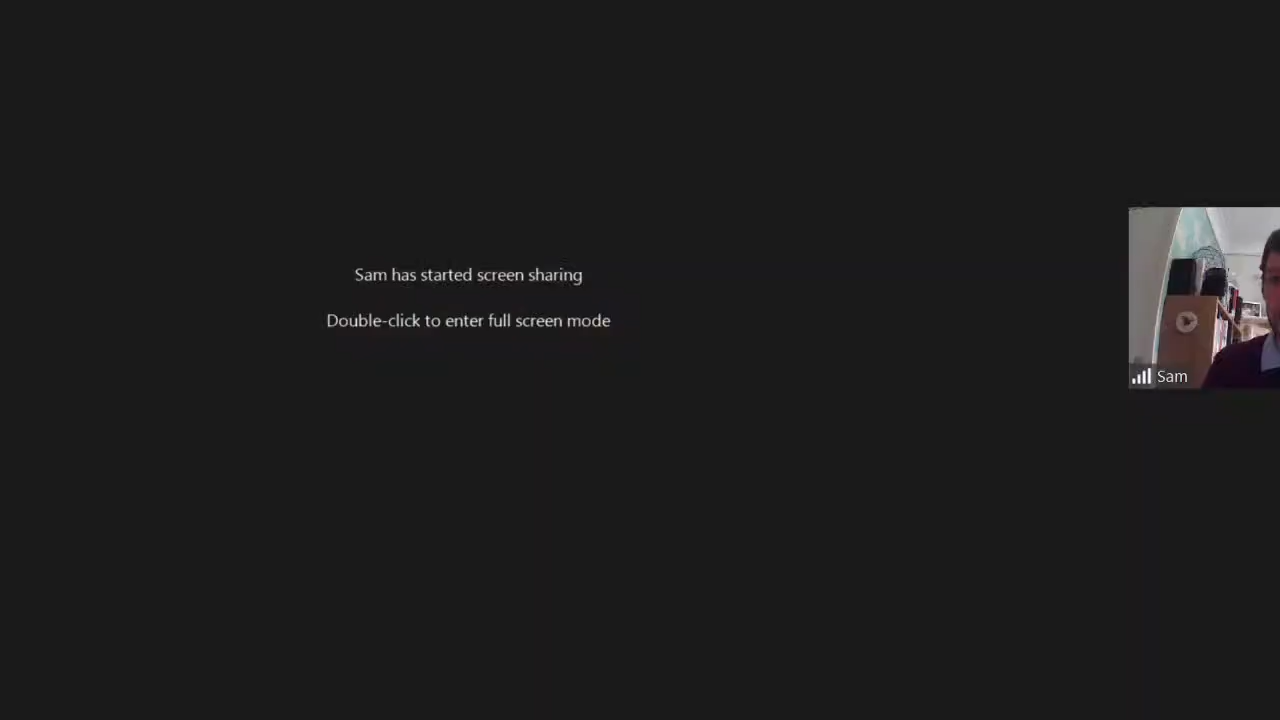 Sam has started screen sharing
Double-click to enter full screen mode
Sam